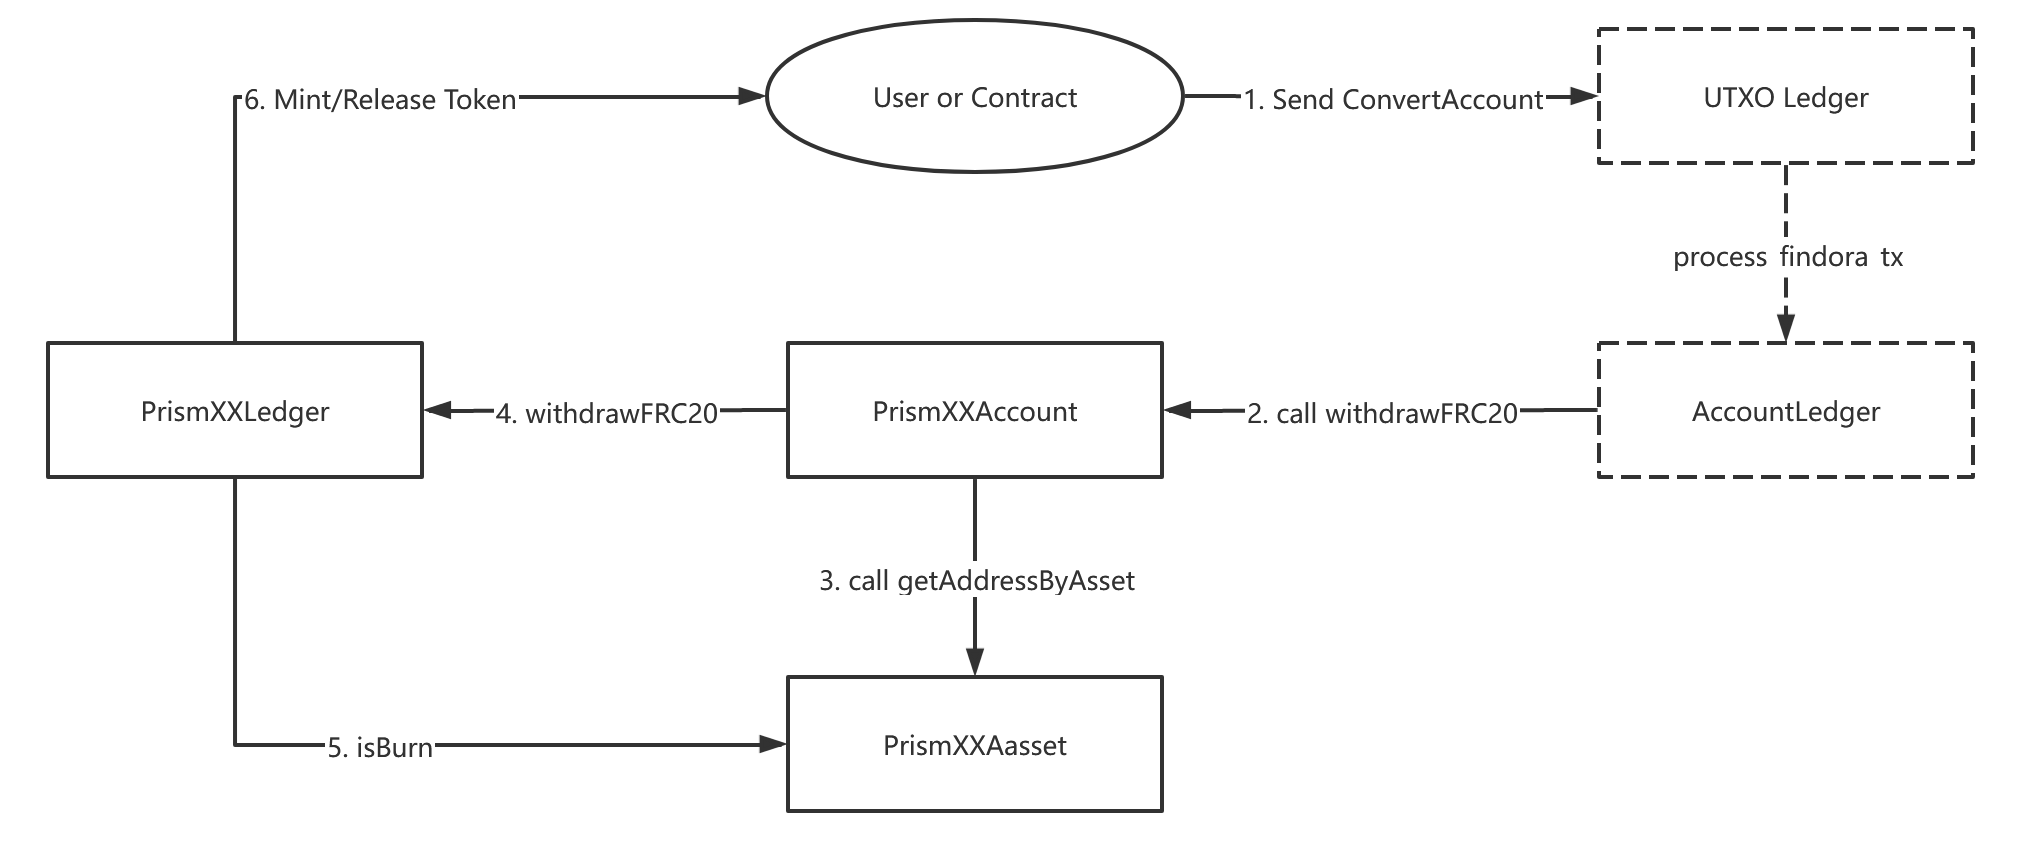 6. Mint/Release Token
User or Contract
1. Send ConvertAccount
UTXO Ledger
process findora tx
PrismXXLedger
4. withdrawFRC20
PrismXXAccount
2. call withdrawFRC20
AccountLedger
3. call getAddressByAsset
5. isBurn
PrismXXAasset